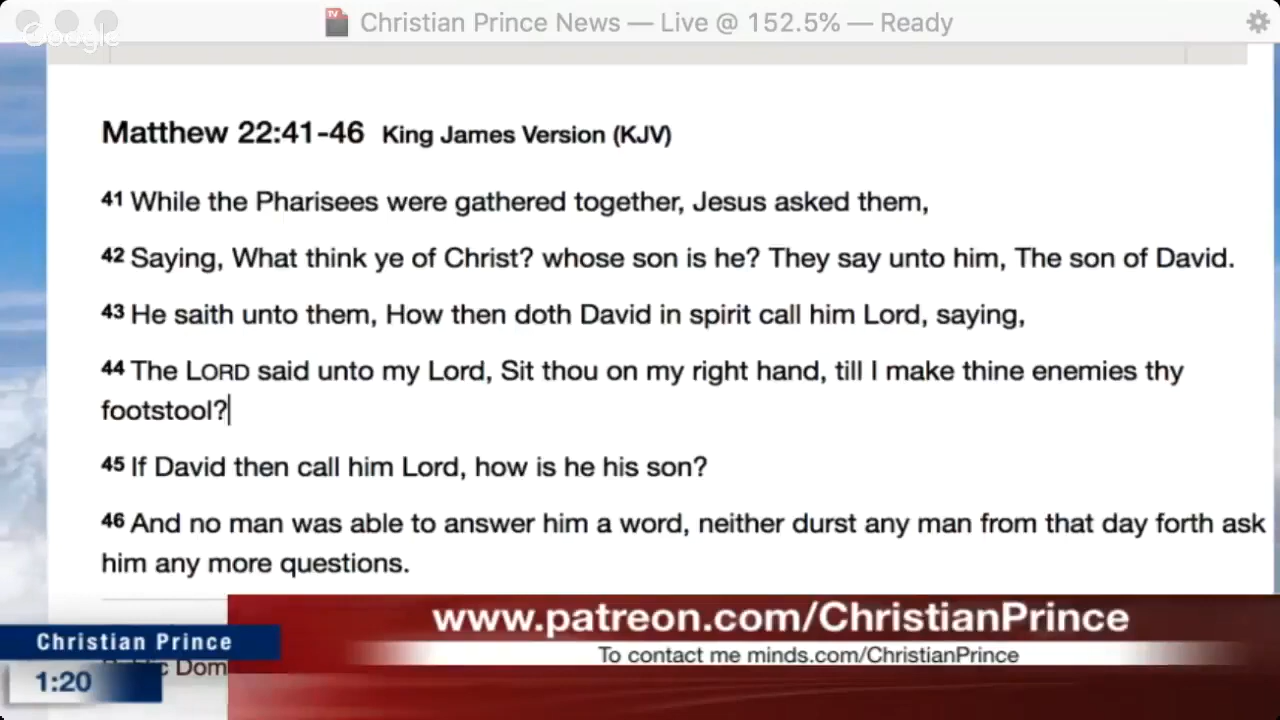 Christian Prince News — Live @ 152.5% — Ready
Google
Matthew 22:41-46 King James Version (KJV)
41 While the Pharisees were gathered together, Jesus asked them,
42 Saying, What think ye of Christ? whose son is he? They say unto him, The son of David.
43 He saith unto them, How then doth David in spirit call him Lord, saying,
44 The LORD said unto my Lord, Sit thou on my right hand, till I make thine enemies thy
footstool?
45 If David then call him Lord, how is he his son?
46 And no man was able to answer him a word, neither durst any man from that day forth ask
him any more questions.
www.patreon.com/ChristianPrince
Christian Prince
To contact me minds.com/ChristianPrince
Dom
1:20